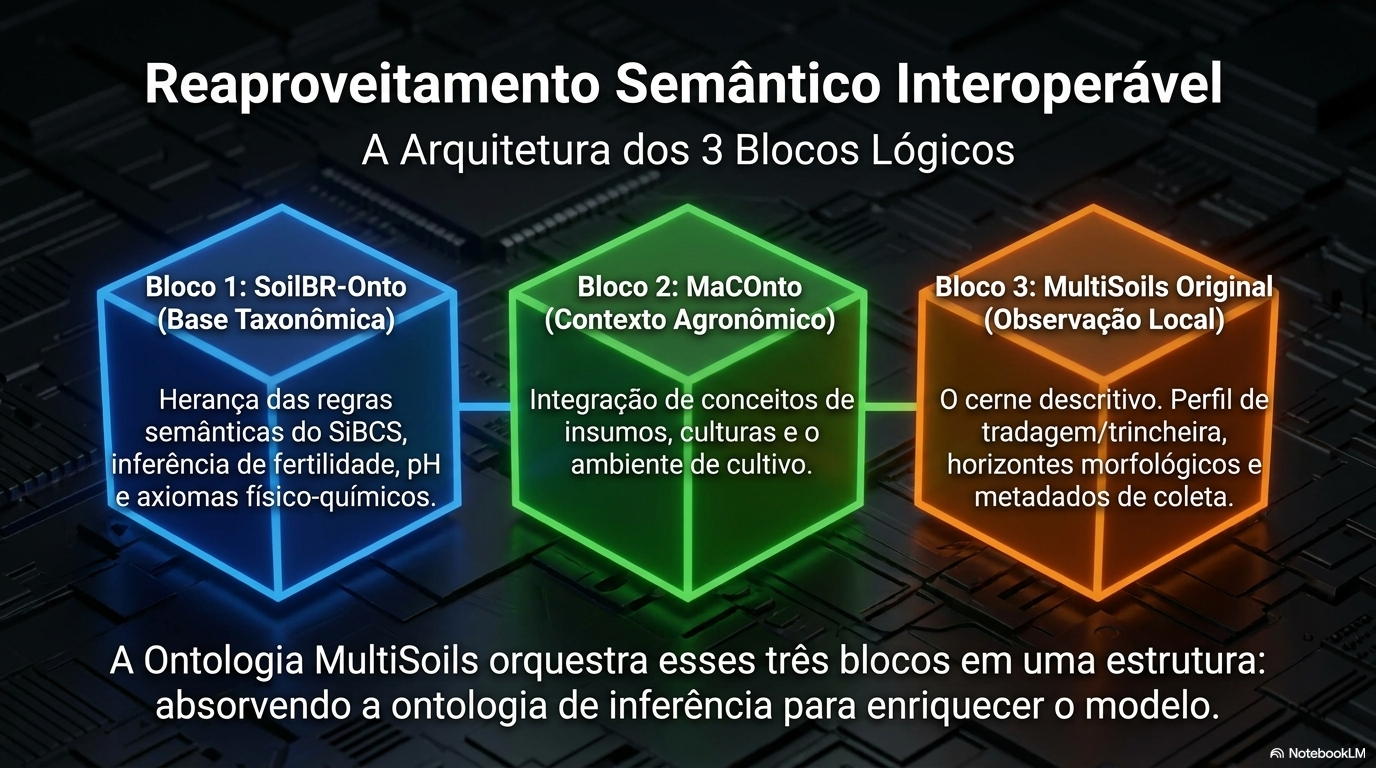 Reaproveitamento Semântico Interoperável
A Arquitetura dos 3 Blocos Lógicos
Bloco 1: SoilBR-Onto
(Base Taxonômica)
Herança das regras
semânticas do SiBCS,
inferência de fertilidade, pH
e axiomas físico-químicos.
Bloco 2: MaCOnto
(Contexto Agronômico)
Integração de conceitos de
insumos, culturas e o
ambiente de cultivo.
Bloco 3: MultiSoils Original
(Observação Local)
O cerne descritivo. Perfil de
tradagem/trincheira,
horizontes morfológicos e
metadados de coleta.
A Ontologia MultiSoils orquestra esses três blocos em uma estrutura:
absorvendo a ontologia de inferência para enriquecer o modelo.
NotebookLM